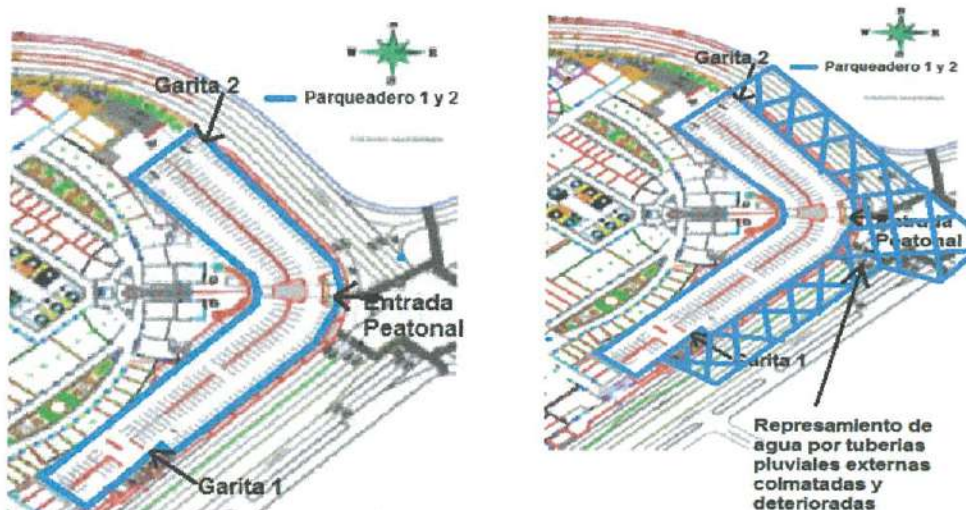 N
W E
S
Garita 2
Parqueadero 1 y 2
Entrada
Peatonal
Garita 1
N
W E
S
Garita 2
Parqueadero 1 y 2
Entrada
Peatonal
Garita 1
Represamiento de
agua por tuberias
pluviales externas
colmatadas y
deterioradas